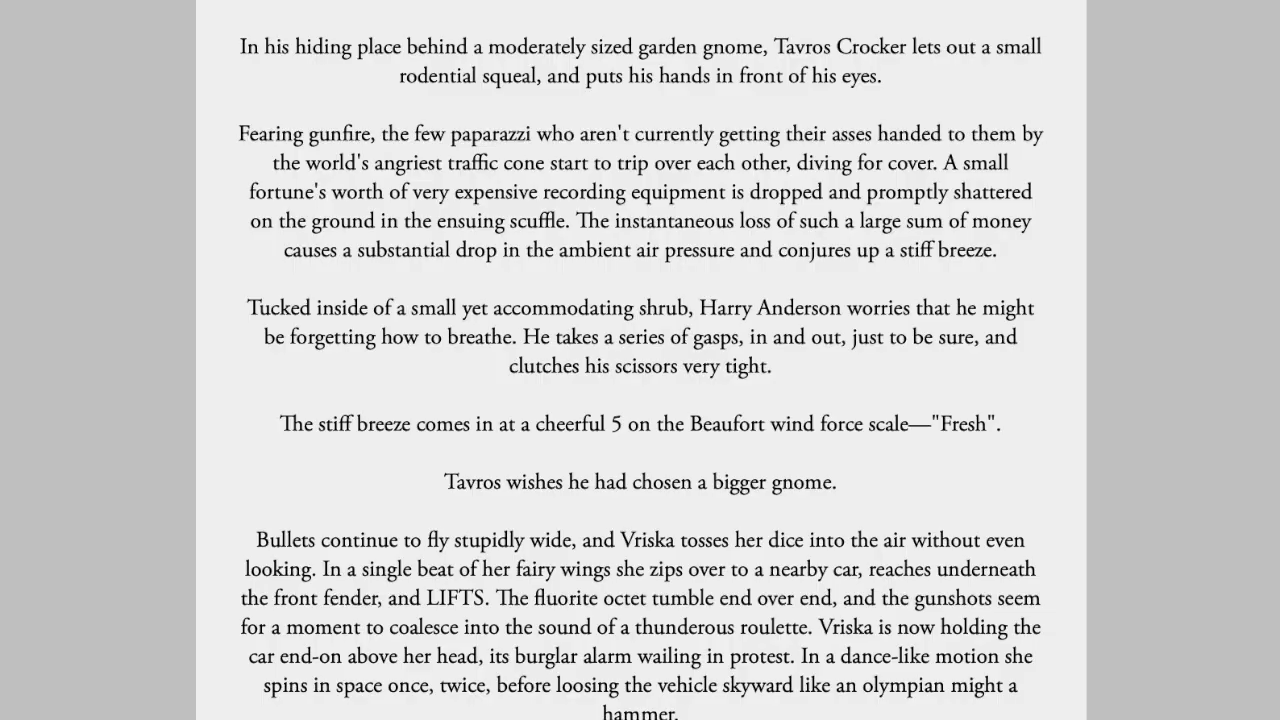 In his hiding place behind a moderately sized garden gnome, Tavros Crocker lets out a small
rodential squeal, and puts his hands in front of his eyes.
Fearing gunfire, the few paparazzi who aren't currently getting their asses handed to them by
the world's angriest traffic cone start to trip over each other, diving for cover. A small
fortune's worth of very expensive recording equipment is dropped and promptly shattered
on the ground in the ensuing scuffle. The instantaneous loss of such a large sum of money
causes a substantial drop in the ambient air pressure and conjures up a stiff breeze.
Tucked inside of a small yet accommodating shrub, Harry Anderson worries that he might
be forgetting how to breathe. He takes a series of gasps, in and out, just to be sure, and
clutches his scissors very tight.
The stiff breeze comes in at a cheerful 5 on the Beaufort wind force scale—"Fresh".
Tavros wishes he had chosen a bigger gnome.
Bullets continue to fly stupidly wide, and Vriska tosses her dice into the air without even
looking. In a single beat of her fairy wings she zips over to a nearby car, reaches underneath
the front fender, and LIFTS. The fluorite octet tumble end over end, and the gunshots seem
for a moment to coalesce into the sound of a thunderous roulette. Vriska is now holding the
car end-on above her head, its burglar alarm wailing in protest. In a dance-like motion she
spins in space once, twice, before loosing the vehicle skyward like an olympian might a
hammer.